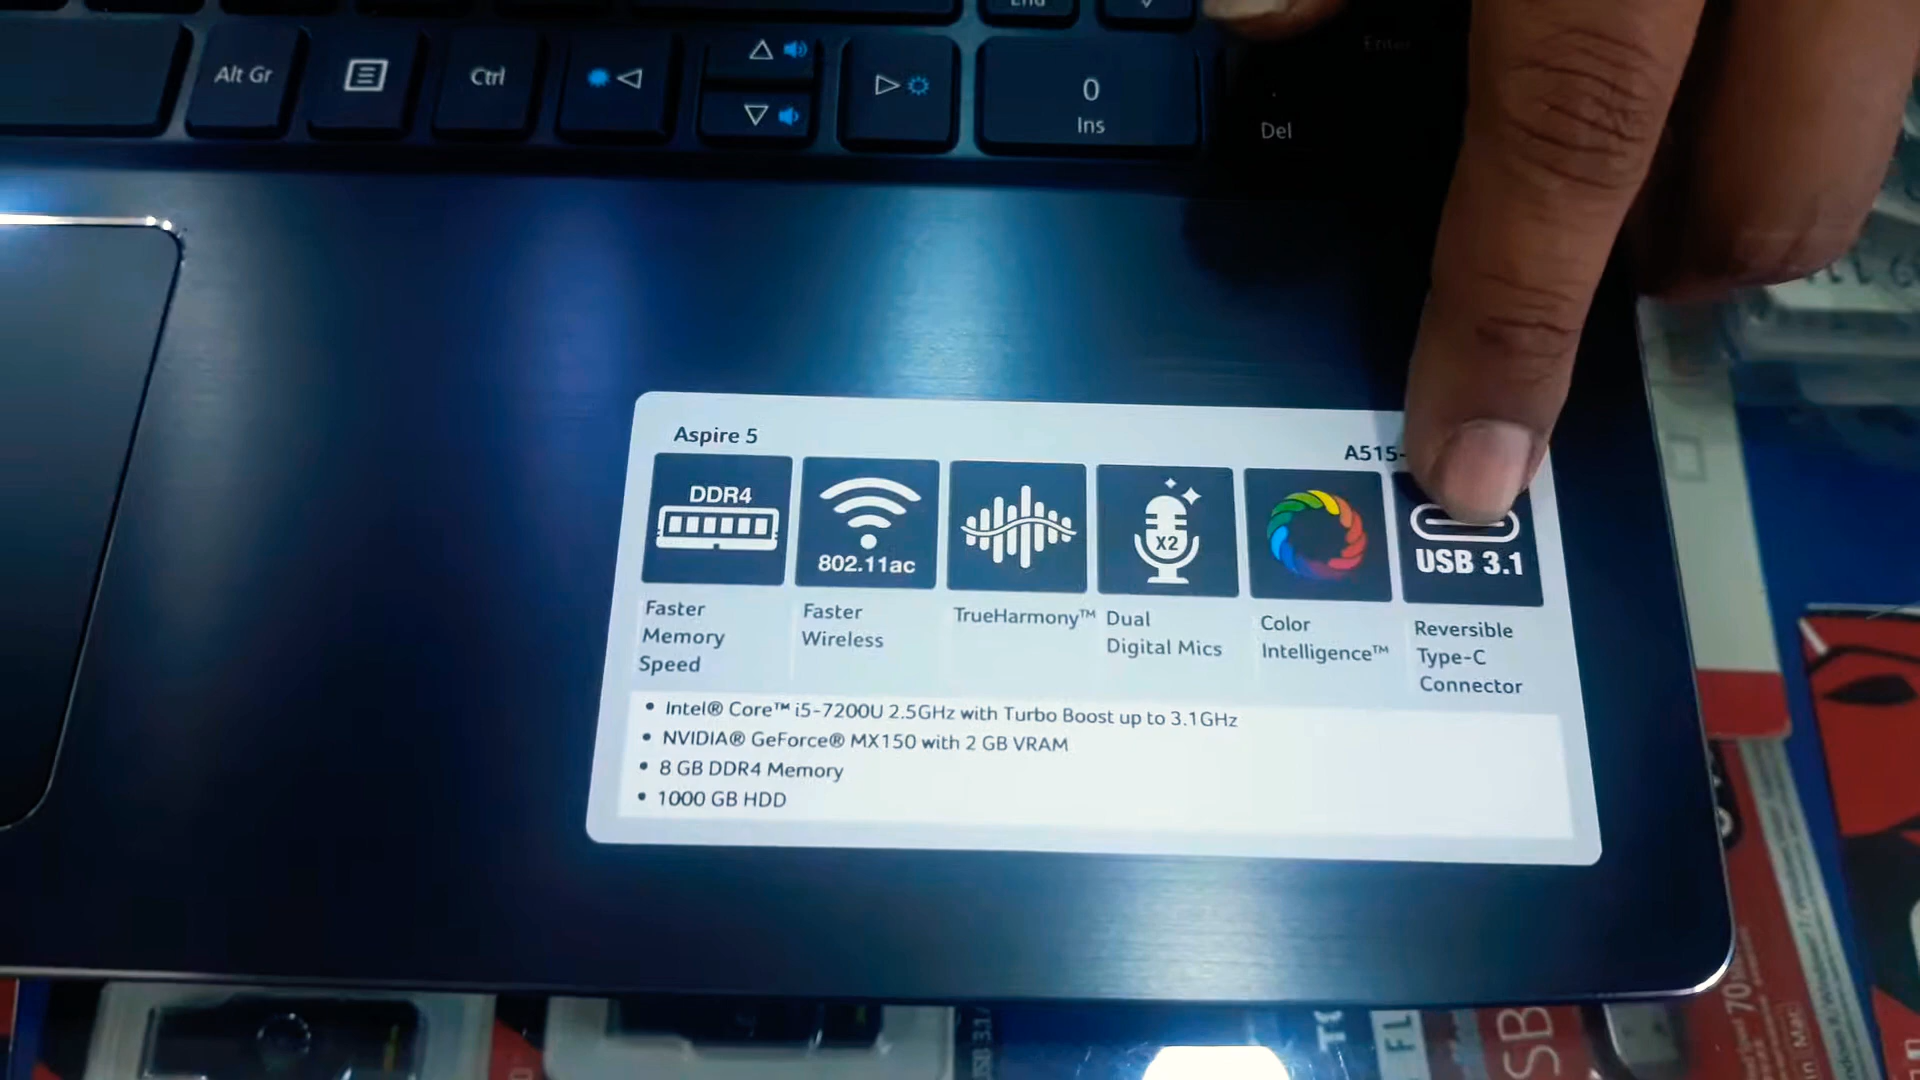 End
Enter
Alt Gr
Ctrl
0
Ins
Del
Aspire 5
A515-
DDR4
802.11ac
X2
USB 3.1
Faster
Memory
Speed
Faster
Wireless
TrueHarmony™
Dual
Digital Mics
Color
Intelligence™
Reversible
Type-C
Connector
• Intel® Core™ i5-7200U 2.5GHz with Turbo Boost up to 3.1GHz
• NVIDIA® GeForce® MX150 with 2 GB VRAM
• 8 GB DDR4 Memory
• 1000 GB HDD